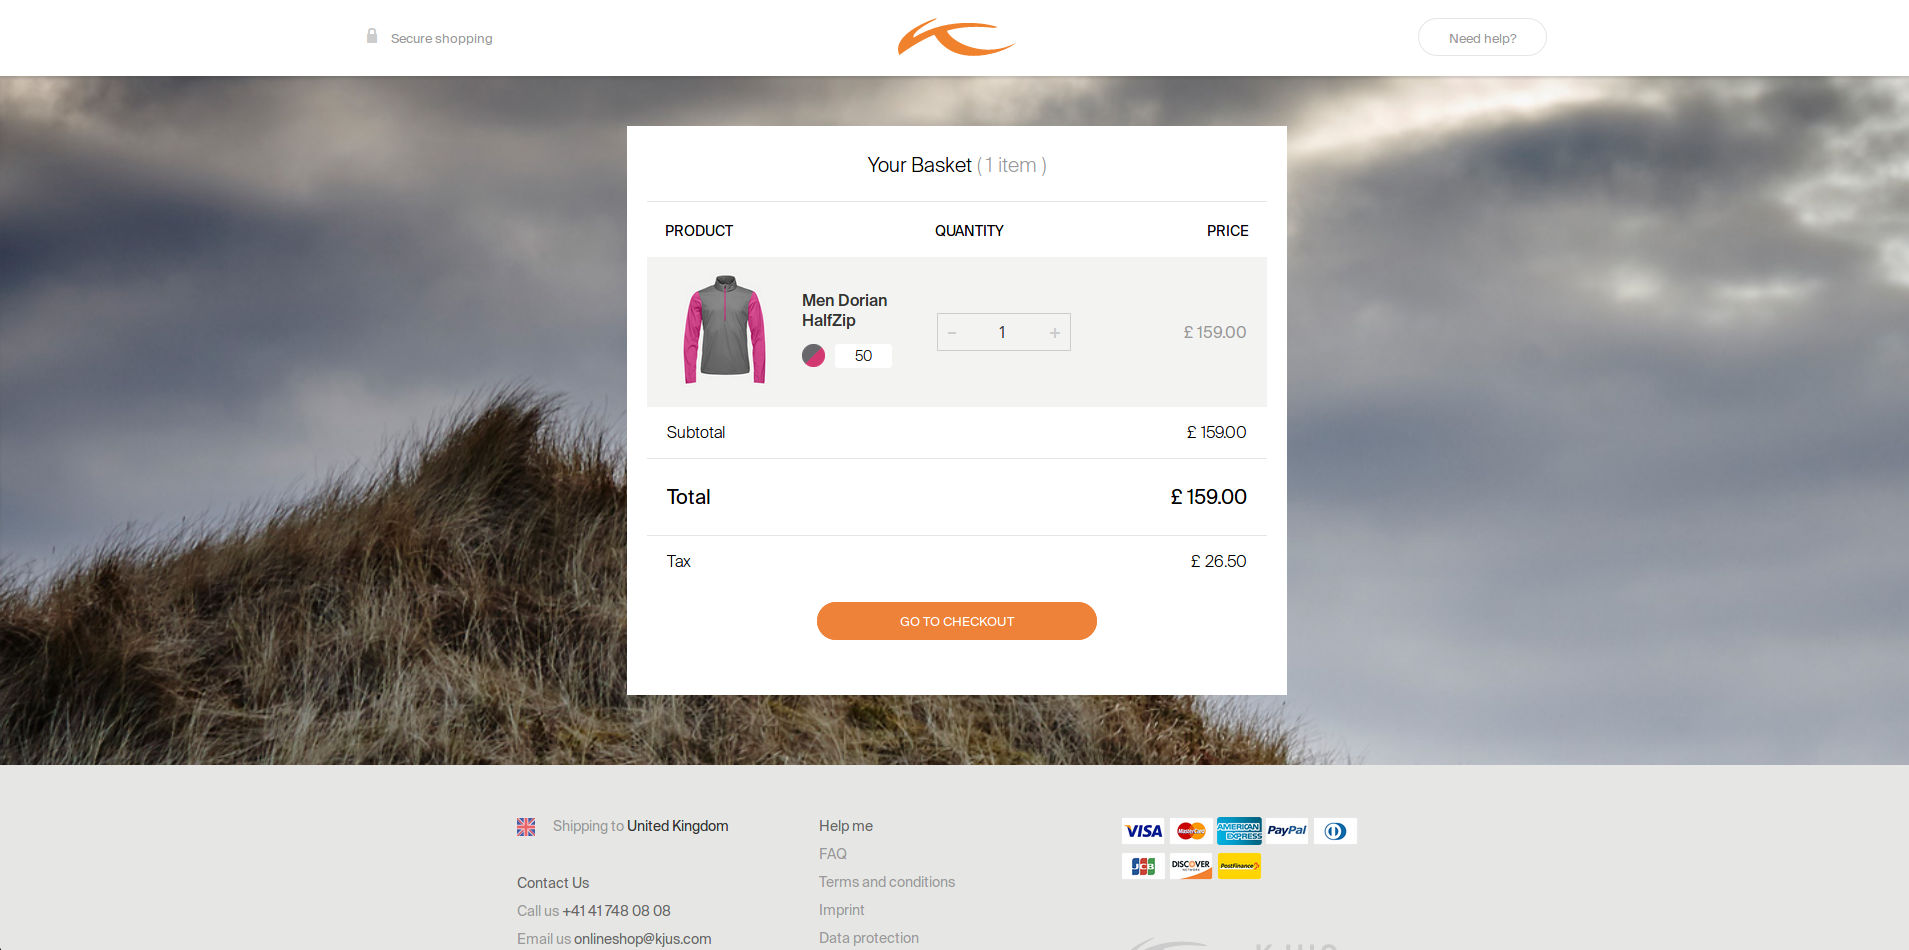 Secure shopping
Need help?
Your Basket ( 1 item )
PRODUCT QUANTITY PRICE
Men Dorian
HalfZip
50
− 1 +
£ 159.00
Subtotal £ 159.00
Total £ 159.00
Tax £ 26.50
GO TO CHECKOUT
Shipping to United Kingdom
Contact Us
Call us +41 41 748 08 08
Email us onlineshop@kjus.com
Help me
FAQ
Terms and conditions
Imprint
Data protection
VISA MasterCard AMERICAN EXPRESS PayPal
JCB DISCOVER NETWORK PostFinance
KJUS